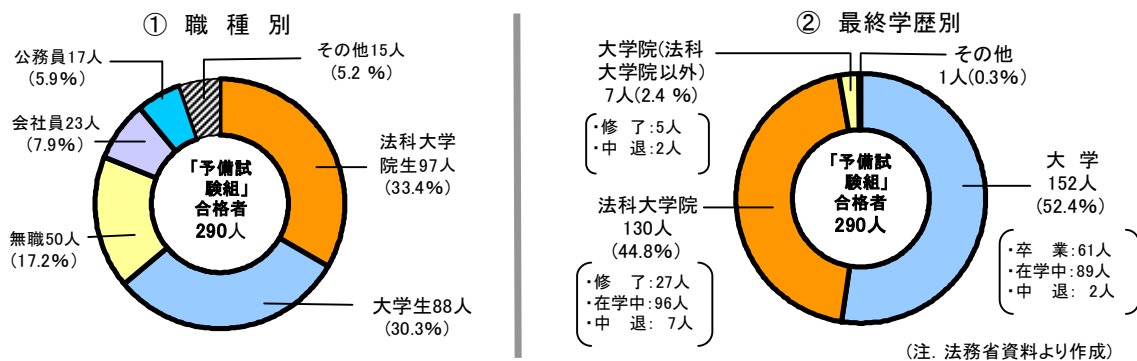 ① 職 種 別
公務員17人
(5.9%)
その他15人
(5.2 %)
会社員23人
(7.9%)
法科大学
院生97人
(33.4%)
「予備試
験組」
合格者
290人
無職50人
(17.2%)
大学生88人
(30.3%)
② 最終学歴別
大学院(法科
大学院以外)
7人(2.4 %)
・修 了:5人
・中 退:2人
その他
1人(0.3%)
「予備試
験組」
合格者
290人
大 学
152人
(52.4%)
・卒 業:61人
・在学中:89人
・中 退: 2人
法科大学院
130人
(44.8%)
・修 了:27人
・在学中:96人
・中 退: 7人
(注. 法務省資料より作成)